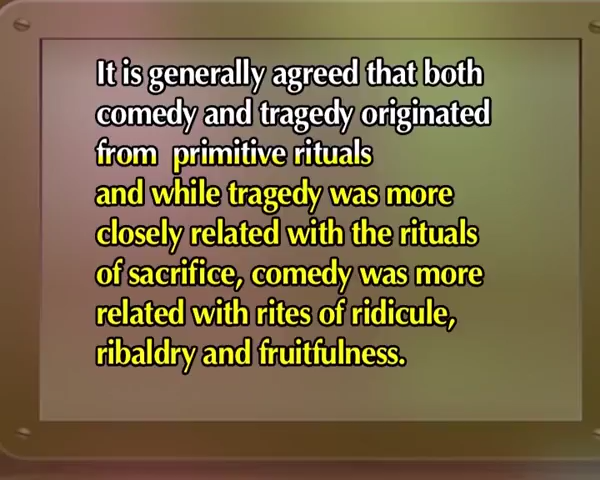 It is generally agreed that both
comedy and tragedy originated
from  primitive rituals
and while tragedy was more
closely related with the rituals
of sacrifice, comedy was more
related with rites of ridicule,
ribaldry and fruitfulness.